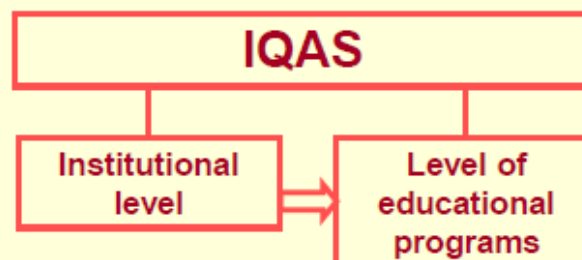 IQAS
Institutional
level
Level of
educational
programs